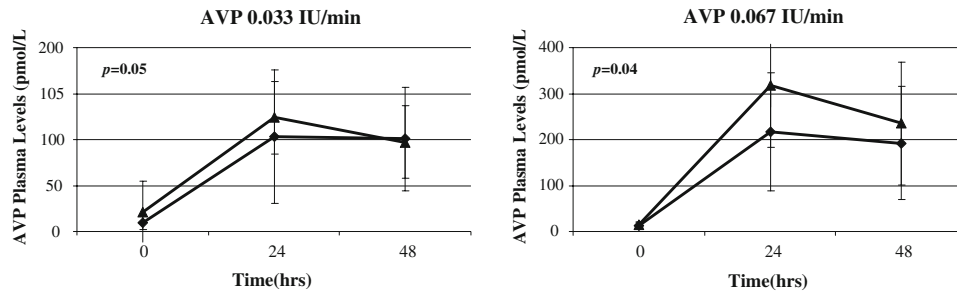 AVP 0.033 IU/min
AVP Plasma Levels (pmol/L
200
105
100
50
0
p=0.05
0 24 48
Time(hrs)
AVP 0.067 IU/min
AVP Plasma Levels (pmol/L)
400
300
200
100
0
p=0.04
0 24 48
Time(hrs)